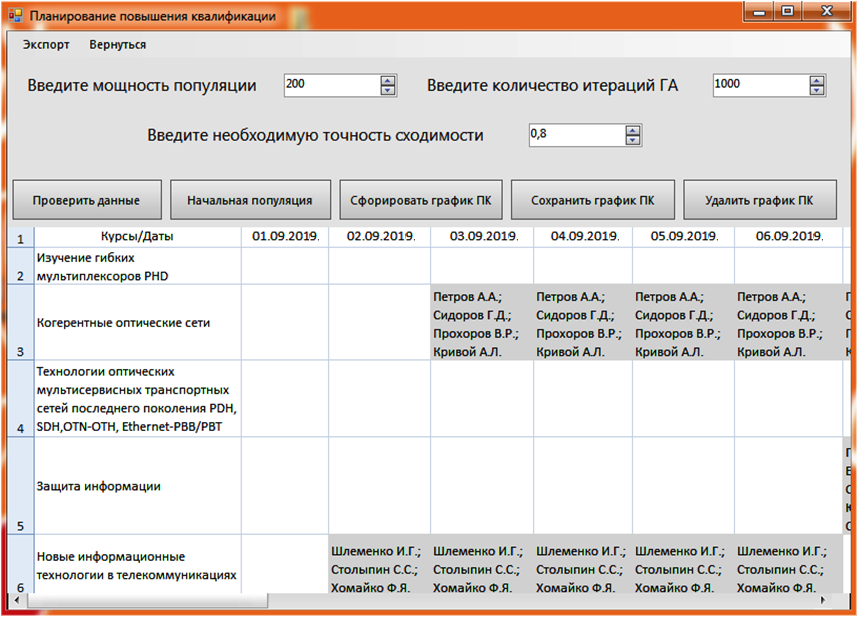 Планирование повышения квалификации
Экспорт Вернуться
Введите мощность популяции 200 Введите количество итераций ГА 1000
Введите необходимую точность сходимости 0,8
Проверить данные Начальная популяция Сфорировать график ПК Сохранить график ПК Удалить график ПК
1 Курсы/Даты 01.09.2019. 02.09.2019. 03.09.2019. 04.09.2019. 05.09.2019. 06.09.2019.
Изучение гибких
2 мультиплексоров PHD
Петров А.А.; Петров А.А.; Петров А.А.; Петров А.А.;
Сидоров Г.Д.; Сидоров Г.Д.; Сидоров Г.Д.; Сидоров Г.Д.;
Когерентные оптические сети
Прохоров В.Р.; Прохоров В.Р.; Прохоров В.Р.; Прохоров В.Р.;
3 Кривой А.Л. Кривой А.Л. Кривой А.Л. Кривой А.Л.
Технологии оптических
мультисервисных транспортных
сетей последнего поколения PDH,
4 SDH,OTN-OTH, Ethernet-PBB/PBT
Защита информации
5
Новые информационные
технологии в телекоммуникациях
Шлеменко И.Г.; Шлеменко И.Г.; Шлеменко И.Г.; Шлеменко И.Г.; Шлеменко И.Г.;
Столыпин С.С.; Столыпин С.С.; Столыпин С.С.; Столыпин С.С.; Столыпин С.С.;
6 Хомайко Ф.Я. Хомайко Ф.Я. Хомайко Ф.Я. Хомайко Ф.Я. Хомайко Ф.Я.